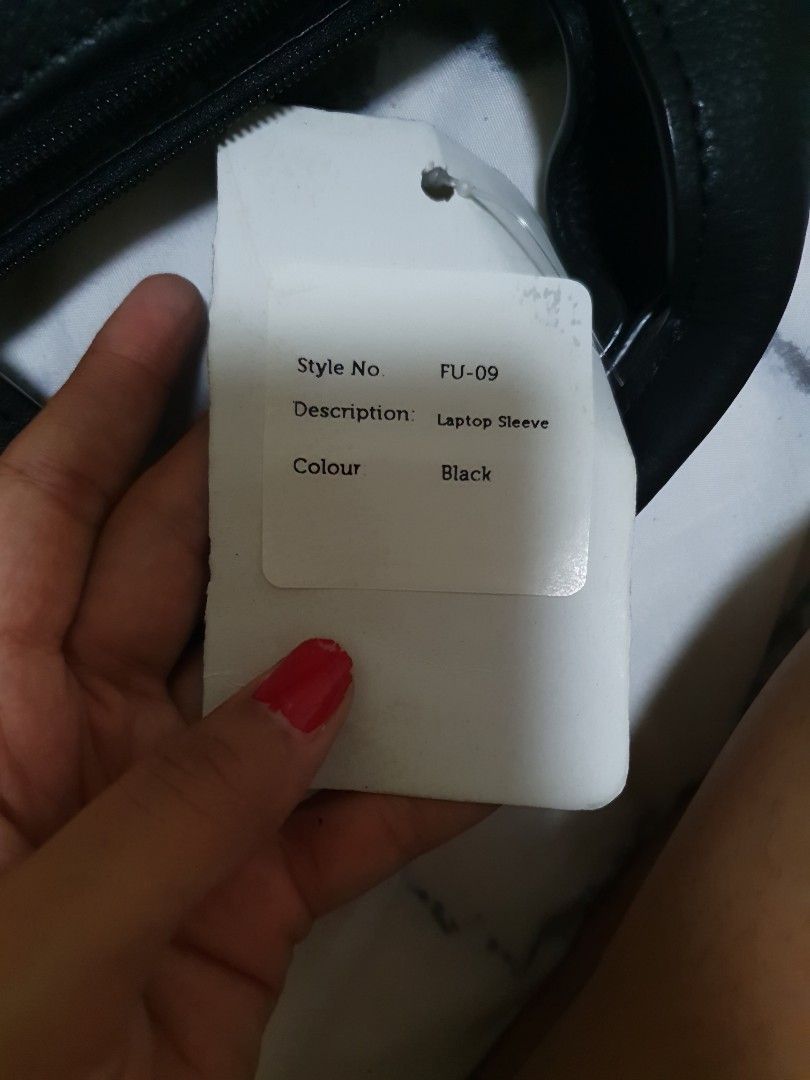 Style No. FU-09
Description: Laptop Sleeve
Colour Black